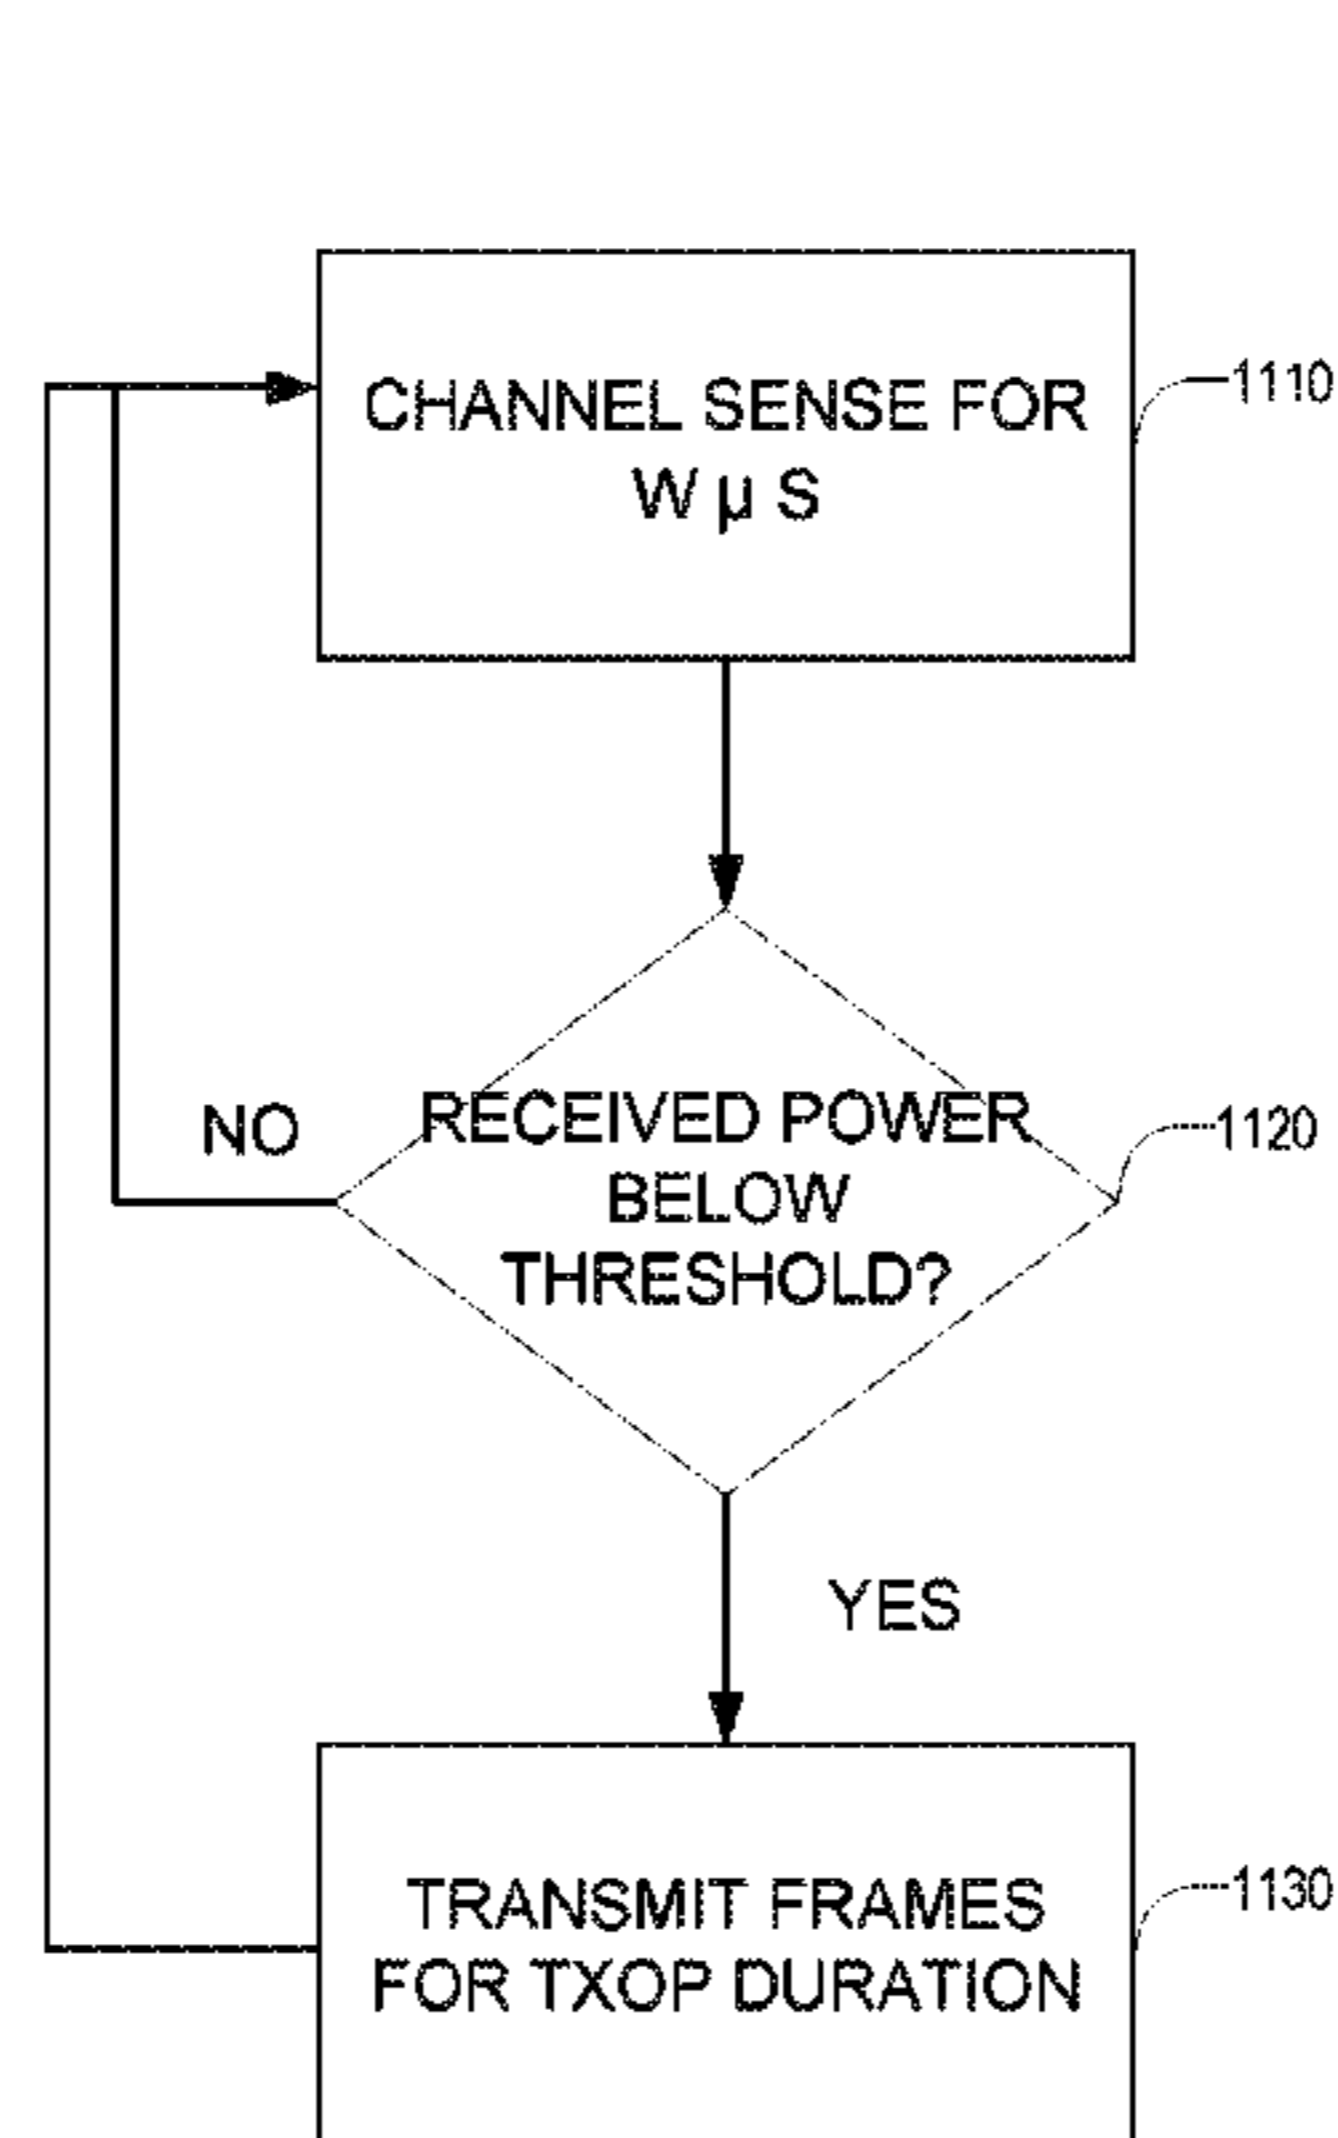 CHANNEL SENSE FOR
W µ S
1110
NO
RECEIVED POWER
BELOW
THRESHOLD?
1120
YES
TRANSMIT FRAMES
FOR TXOP DURATION
1130